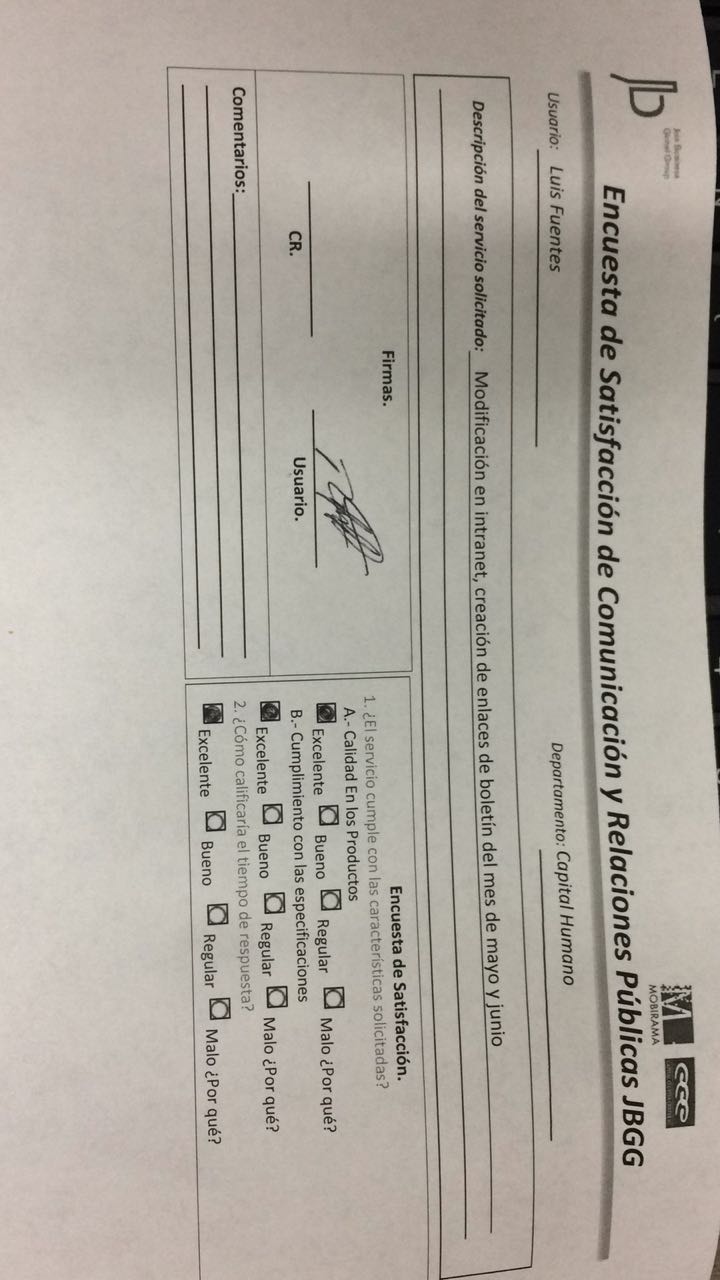 Just Business
Global Group
MOBIRAMA
cce
Encuesta de Satisfacción de Comunicación y Relaciones Públicas JBGG
Usuario: Luis Fuentes
Departamento: Capital Humano
Descripción del servicio solicitado: Modificación en intranet, creación de enlaces de boletín del mes de mayo y junio
Firmas.
CR.
Usuario.
Comentarios:
Encuesta de Satisfacción.
1. ¿El servicio cumple con las características solicitadas?
A.- Calidad En los Productos
Excelente Bueno Regular Malo ¿Por qué?
B.- Cumplimiento con las especificaciones
Excelente Bueno Regular Malo ¿Por qué?
2. ¿Cómo calificaría el tiempo de respuesta?
Excelente Bueno Regular Malo ¿Por qué?